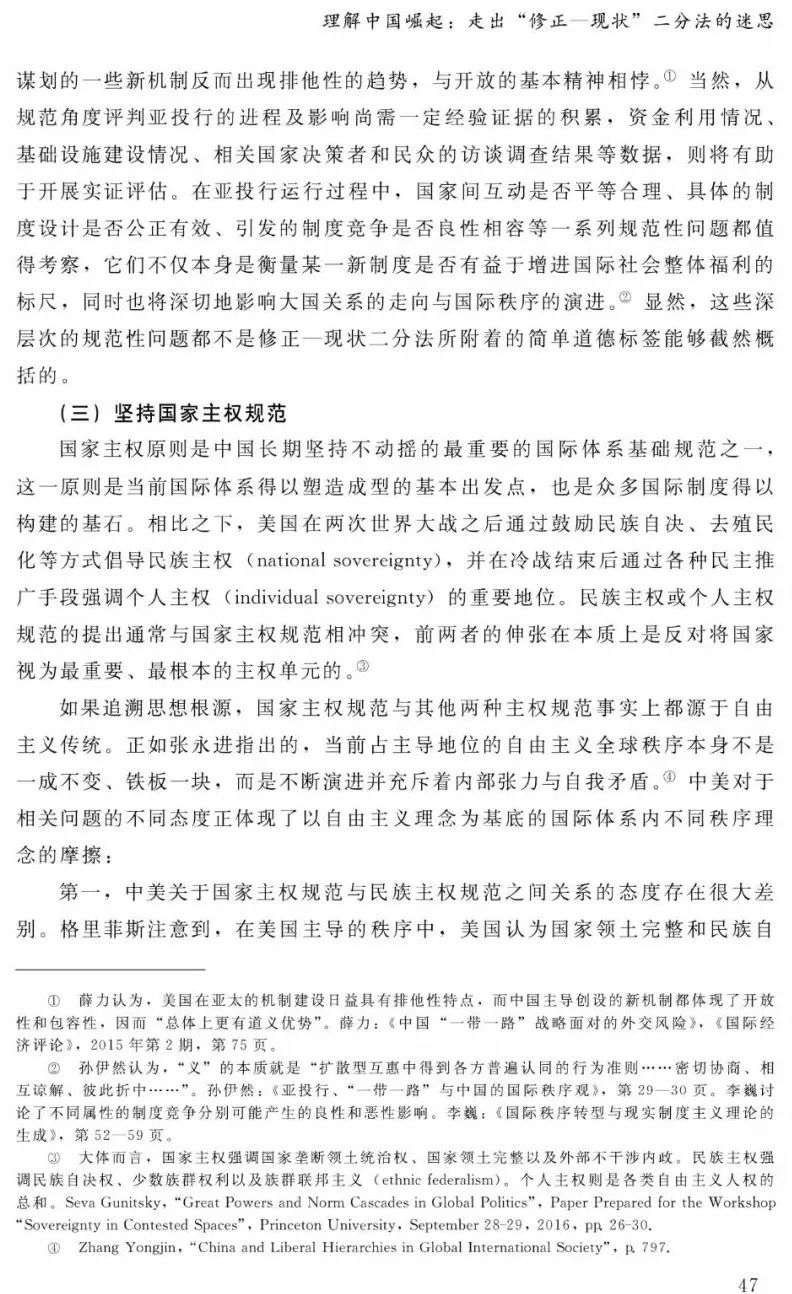 理解中国崛起：走出“修正—现状”二分法的迷思
谋划的一些新机制反而出现排他性的趋势，与开放的基本精神相悖。① 当然，从
规范角度评判亚投行的进程及影响尚需一定经验证据的积累，资金利用情况、
基础设施建设情况、相关国家决策者和民众的访谈调查结果等数据，则将有助
于开展实证评估。在亚投行运行过程中，国家间互动是否平等合理、具体的制
度设计是否公正有效、引发的制度竞争是否良性相容等一系列规范性问题都值
得考察，它们不仅本身是衡量某一新制度是否有益于增进国际社会整体福利的
标尺，同时也将深切地影响大国关系的走向与国际秩序的演进。② 显然，这些深
层次的规范性问题都不是修正—现状二分法所附着的简单道德标签能够截然概
括的。
（三）坚持国家主权规范
国家主权原则是中国长期坚持不动摇的最重要的国际体系基础规范之一，
这一原则是当前国际体系得以塑造成型的基本出发点，也是众多国际制度得以
构建的基石。相比之下，美国在两次世界大战之后通过鼓励民族自决、去殖民
化等方式倡导民族主权（national sovereignty），并在冷战结束后通过各种民主推
广手段强调个人主权（individual sovereignty）的重要地位。民族主权或个人主权
规范的提出通常与国家主权规范相冲突，前两者的伸张在本质上是反对将国家
视为最重要、最根本的主权单元的。③
如果追溯思想根源，国家主权规范与其他两种主权规范事实上都源于自由
主义传统。正如张永进指出的，当前占主导地位的自由主义全球秩序本身不是
一成不变、铁板一块，而是不断演进并充斥着内部张力与自我矛盾。④ 中美对于
相关问题的不同态度正体现了以自由主义理念为基底的国际体系内不同秩序理
念的摩擦：
第一，中美关于国家主权规范与民族主权规范之间关系的态度存在很大差
别。格里菲斯注意到，在美国主导的秩序中，美国认为国家领土完整和民族自
① 薛力认为，美国在亚太的机制建设日益具有排他性特点，而中国主导创设的新机制都体现了开放
性和包容性，因而“总体上更有道义优势”。薛力：《中国“一带一路”战略面对的外交风险》，《国际经
济评论》，2015 年第 2 期，第 75 页。
② 孙伊然认为，“义”的本质就是“扩散型互惠中得到各方普遍认同的行为准则……密切协商、相
互谅解、彼此折中……”。孙伊然：《亚投行、“一带一路”与中国的国际秩序观》，第 29—30 页。李巍讨
论了不同属性的制度竞争分别可能产生的良性和恶性影响。李巍：《国际秩序转型与现实制度主义理论的
生成》，第 52—59 页。
③ 大体而言，国家主权强调国家垄断领土统治权、国家领土完整以及外部不干涉内政。民族主权强
调民族自决权、少数族群权利以及族群联邦主义（ethnic federalism）。个人主权则是各类自由主义人权的
总和。Seva Gunitsky, “Great Powers and Norm Cascades in Global Politics”, Paper Prepared for the Workshop
“Sovereignty in Contested Spaces”, Princeton University, September 28-29, 2016, pp. 26-30.
④ Zhang Yongjin, “China and Liberal Hierarchies in Global International Society”, p. 797.
47